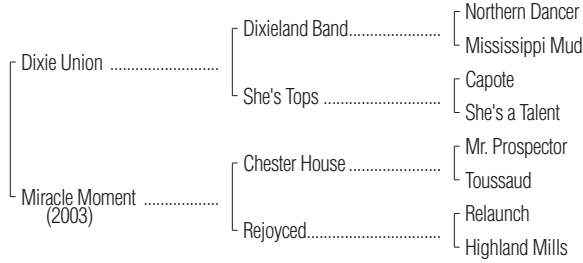 Northern Dancer
Dixieland Band....................
Mississippi Mud
Dixie Union ........................
Capote
She's Tops ..........................
She's a Talent
Mr. Prospector
Chester House ....................
Toussaud
Miracle Moment ................
(2003)
Relaunch
Rejoyced..............................
Highland Mills